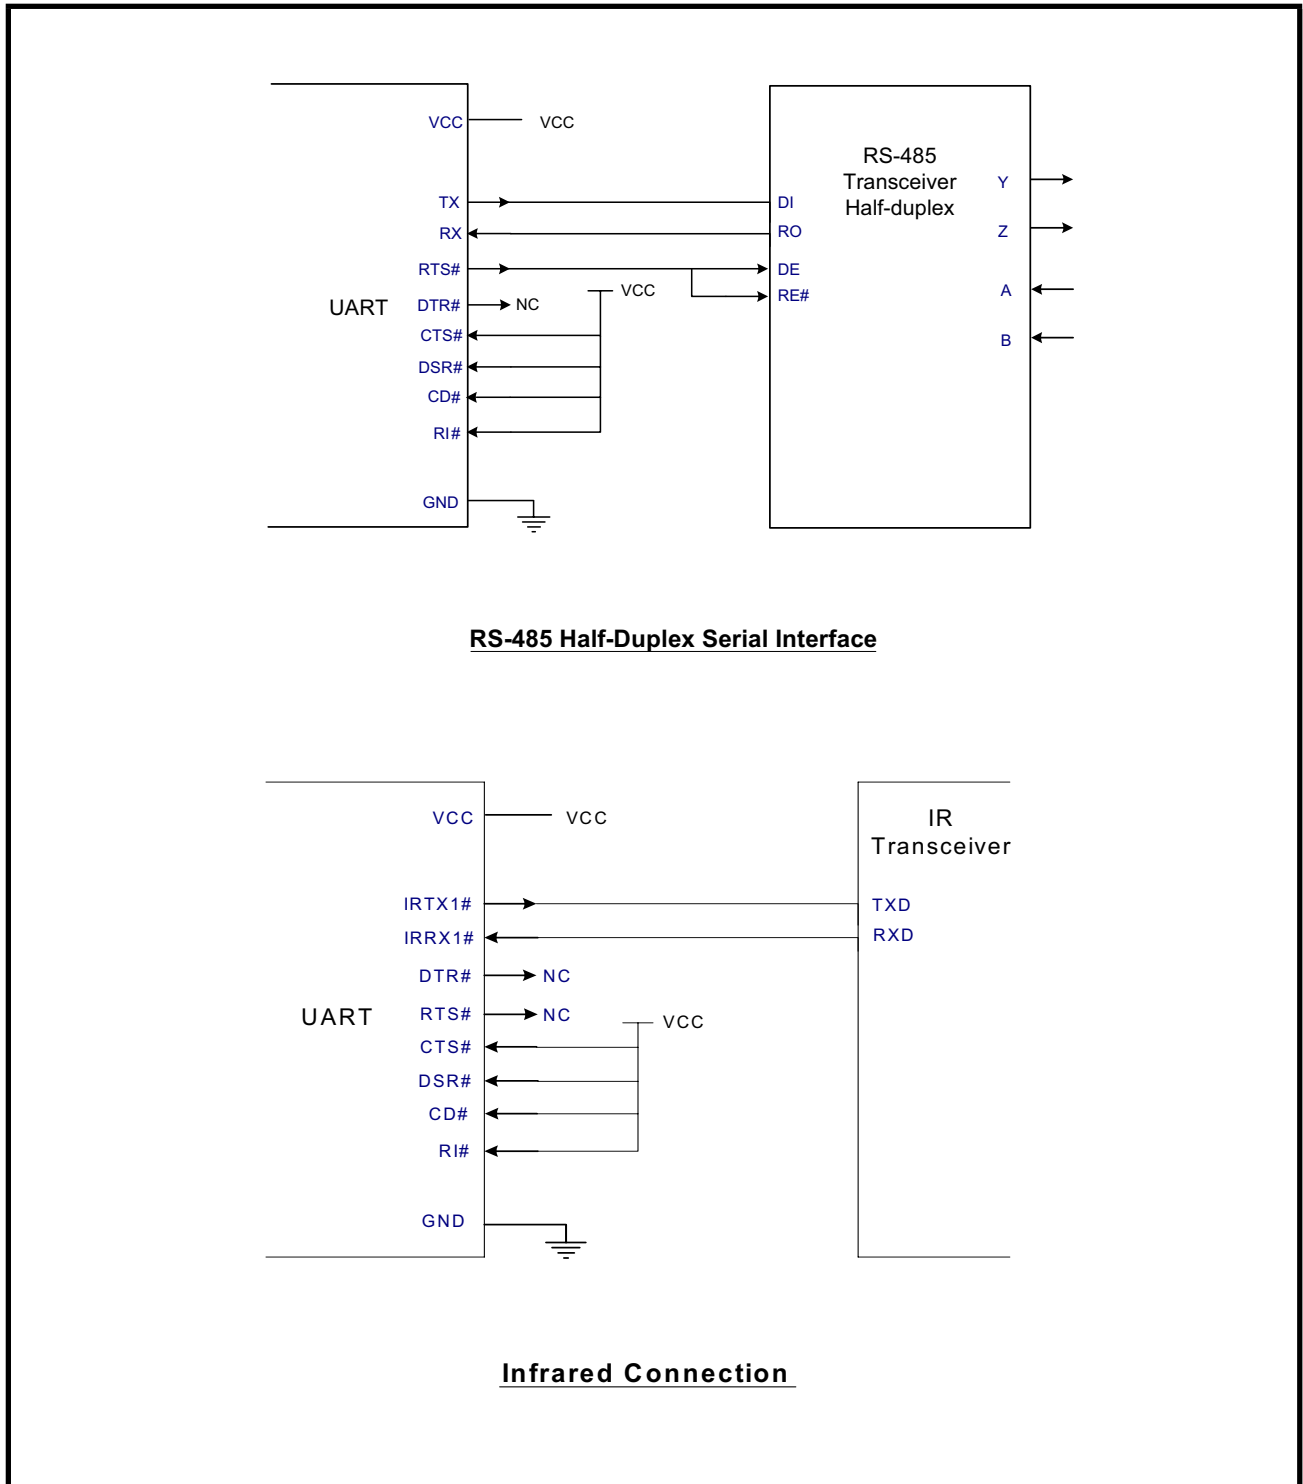 VCC VCC
RS-485
Transceiver
Half-duplex
Y
TX DI
RX RO
Z
RTS# DE
VCC RE#
A
UART DTR# NC
CTS#
B
DSR#
CD#
RI#
GND
RS-485 Half-Duplex Serial Interface
VCC VCC
IR
Transceiver
IRTX1# TXD
IRRX1# RXD
DTR# NC
UART RTS# NC
VCC
CTS#
DSR#
CD#
RI#
GND
Infrared Connection